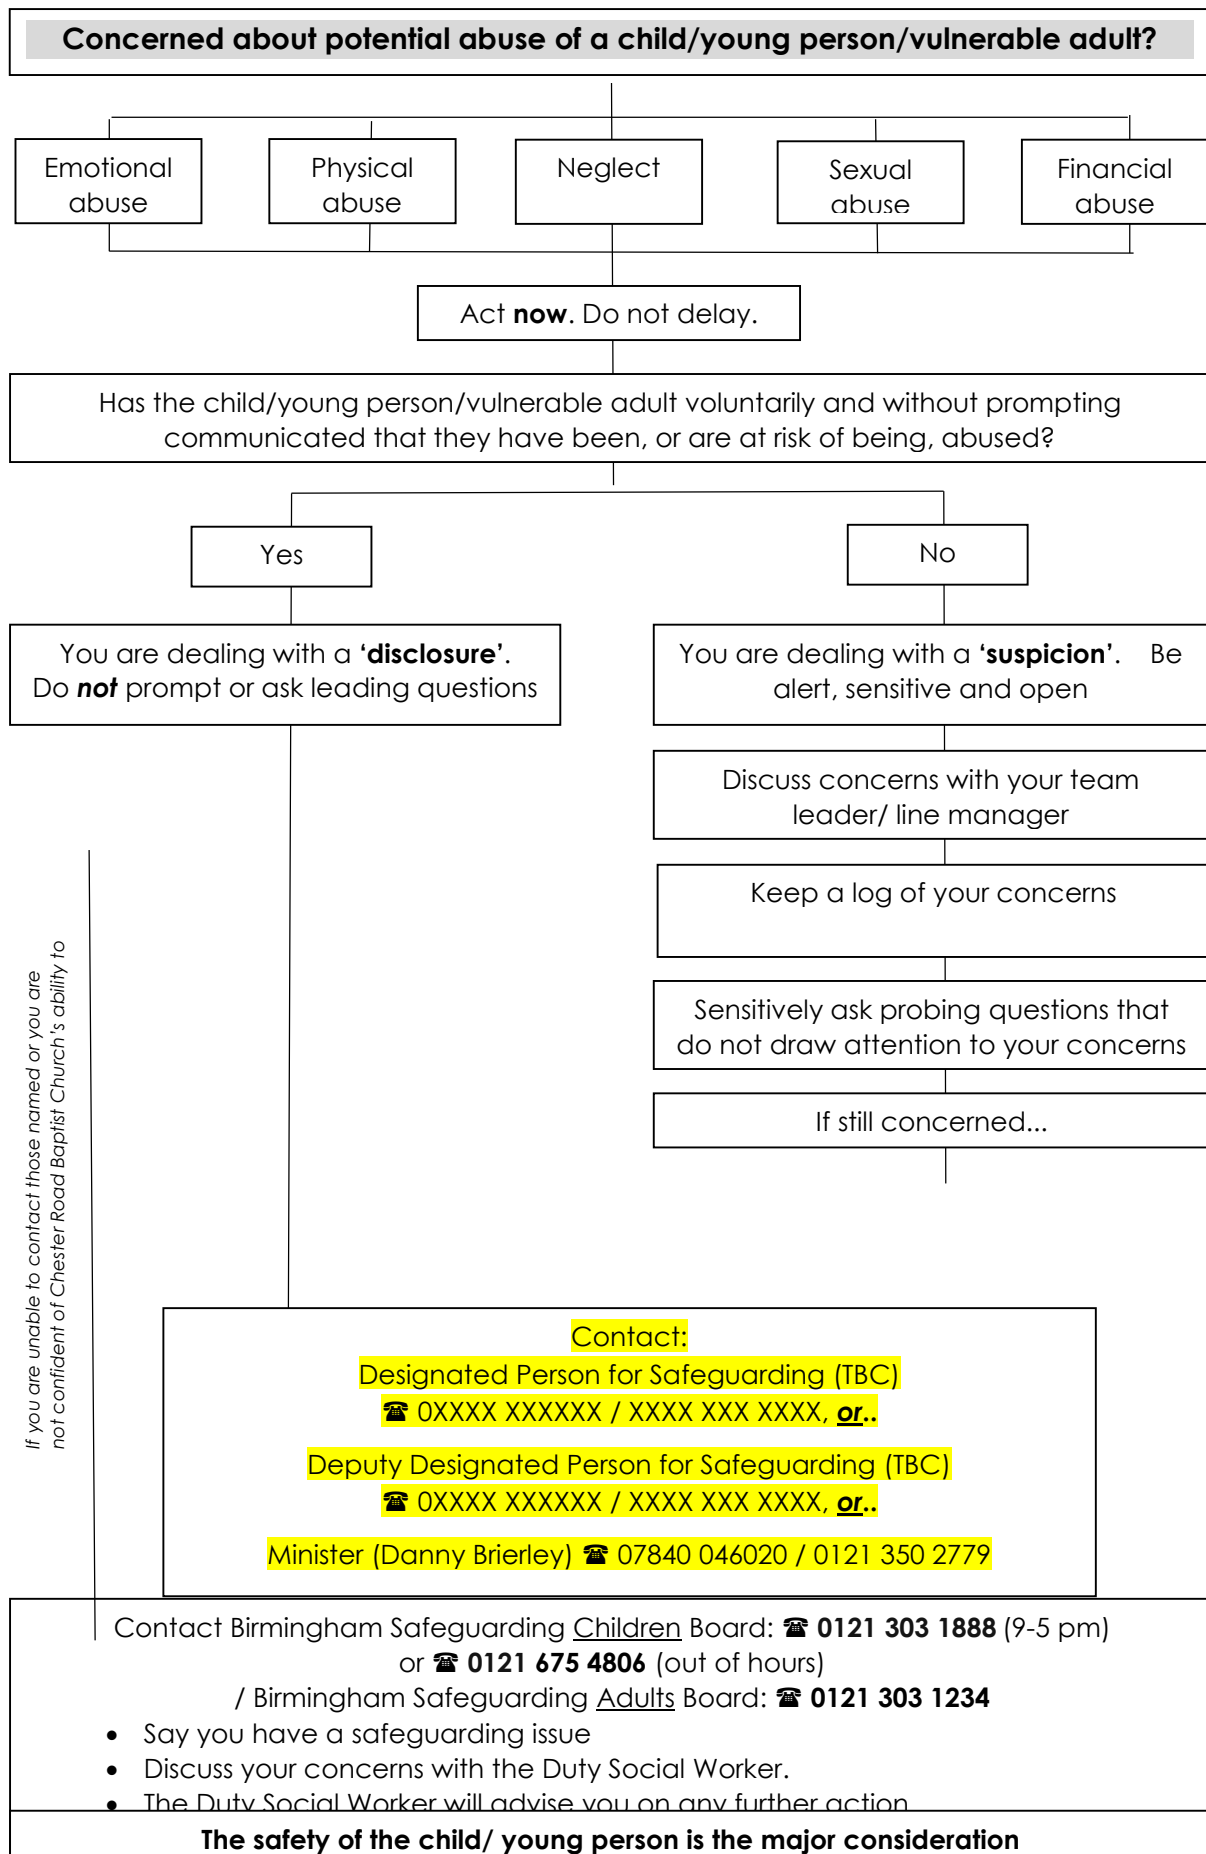 Concerned about potential abuse of a child/young person/vulnerable adult?
Emotional
abuse
Physical
abuse
Neglect
Sexual
abuse
Financial
abuse
Act now. Do not delay.
Has the child/young person/vulnerable adult voluntarily and without prompting
communicated that they have been, or are at risk of being, abused?
Yes
No
You are dealing with a ‘disclosure’.
Do not prompt or ask leading questions
You are dealing with a ‘suspicion’. Be
alert, sensitive and open
Discuss concerns with your team
leader/ line manager
Keep a log of your concerns
Sensitively ask probing questions that
do not draw attention to your concerns
If still concerned...
If you are unable to contact those named or you are
not confident of Chester Road Baptist Church’s ability to
Contact:
Designated Person for Safeguarding (TBC)
☎ 0XXXX XXXXXX / XXXX XXX XXXX, or..
Deputy Designated Person for Safeguarding (TBC)
☎ 0XXXX XXXXXX / XXXX XXX XXXX, or..
Minister (Danny Brierley) ☎ 07840 046020 / 0121 350 2779
Contact Birmingham Safeguarding Children Board: ☎ 0121 303 1888 (9-5 pm)
or ☎ 0121 675 4806 (out of hours)
/ Birmingham Safeguarding Adults Board: ☎ 0121 303 1234
• Say you have a safeguarding issue
• Discuss your concerns with the Duty Social Worker.
• The Duty Social Worker will advise you on any further action
The safety of the child/ young person is the major consideration